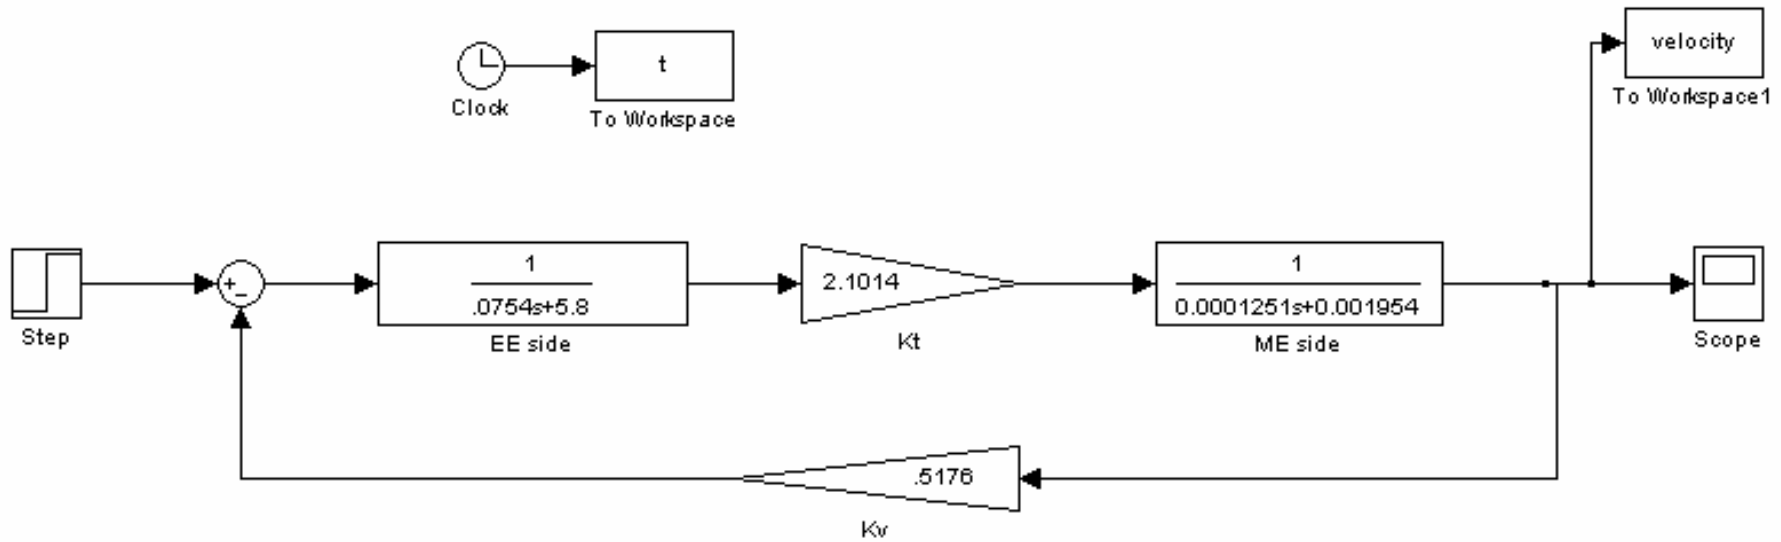 velocity
To Workspace1
t
Clock
To Workspace
Step
+
−
1
.0754s+5.8
EE side
2.1014
Kt
1
0.0001251s+0.001954
ME side
Scope
.5176
Kv